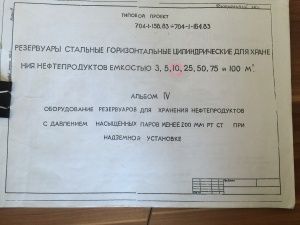 ТИПОВОЙ ПРОЕКТ
704-1-158.83÷704-1-164.83
РЕЗЕРВУАРЫ СТАЛЬНЫЕ ГОРИЗОНТАЛЬНЫЕ ЦИЛИНДРИЧЕСКИЕ ДЛЯ ХРАНЕ
НИЯ НЕФТЕПРОДУКТОВ ЕМКОСТЬЮ 3, 5, 10, 25, 50, 75 И 100 М³.
АЛЬБОМ IV
ОБОРУДОВАНИЕ РЕЗЕРВУАРОВ ДЛЯ ХРАНЕНИЯ НЕФТЕПРОДУКТОВ
С ДАВЛЕНИЕМ НАСЫЩЕННЫХ ПАРОВ МЕНЕЕ 200 ММ РТ СТ ПРИ
НАДЗЕМНОЙ УСТАНОВКЕ